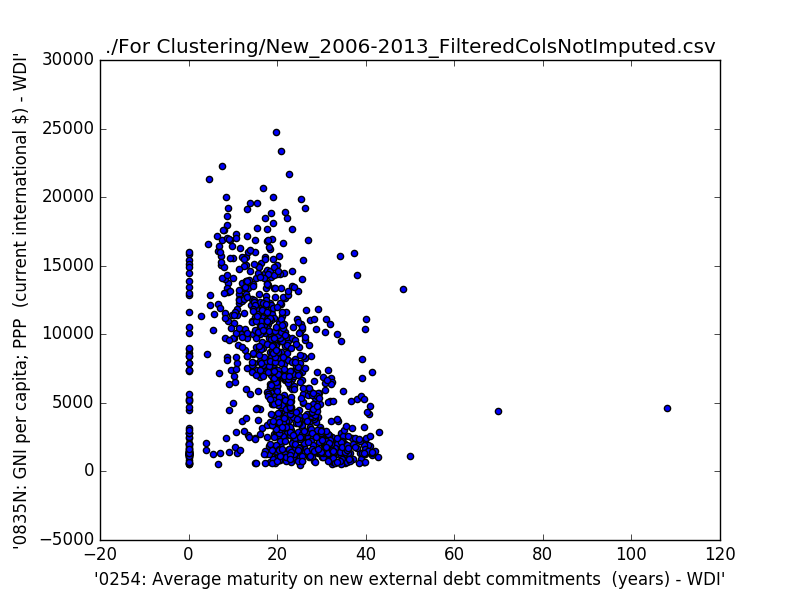 ./For Clustering/New_2006-2013_FilteredColsNotImputed.csv
30000
25000
20000
15000
10000
5000
0
−5000
'0835N: GNI per capita; PPP  (current international $) - WDI'
−20 0 20 40 60 80 100 120
'0254: Average maturity on new external debt commitments  (years) - WDI'